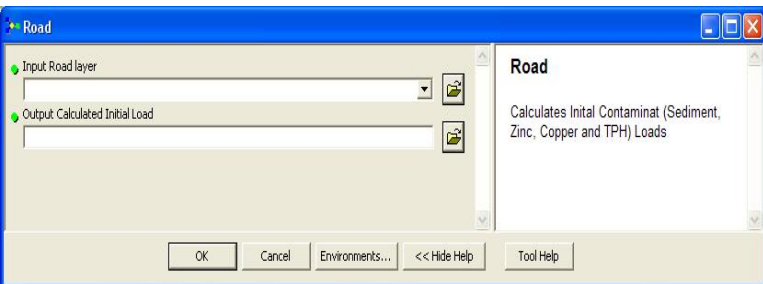 Road
Input Road layer
Output Calculated Initial Load
Road
Calculates Inital Contaminat (Sediment,
Zinc, Copper and TPH) Loads
OK
Cancel
Environments...
<< Hide Help
Tool Help